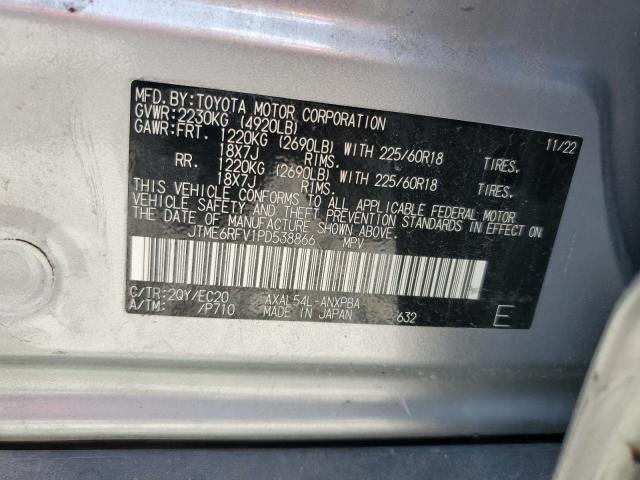 MFD.BY:TOYOTA MOTOR CORPORATION 11/22
GVWR:2230KG (4920LB)
GAWR:FRT. 1220KG (2690LB) WITH 225/60R18 TIRES,
18X7J RIMS.
RR. 1220KG (2690LB) WITH 225/60R18 TIRES,
18X7J RIMS.
THIS VEHICLE CONFORMS TO ALL APPLICABLE FEDERAL MOTOR
VEHICLE SAFETY AND THEFT PREVENTION STANDARDS IN EFFECT ON
THE DATE OF MANUFACTURE SHOWN ABOVE.
JTME6RFV1PD538866 MPV
C/TR:2QY/EC20 AXAL54L-ANXPBA
A/TM: /P710 MADE IN JAPAN 632 E